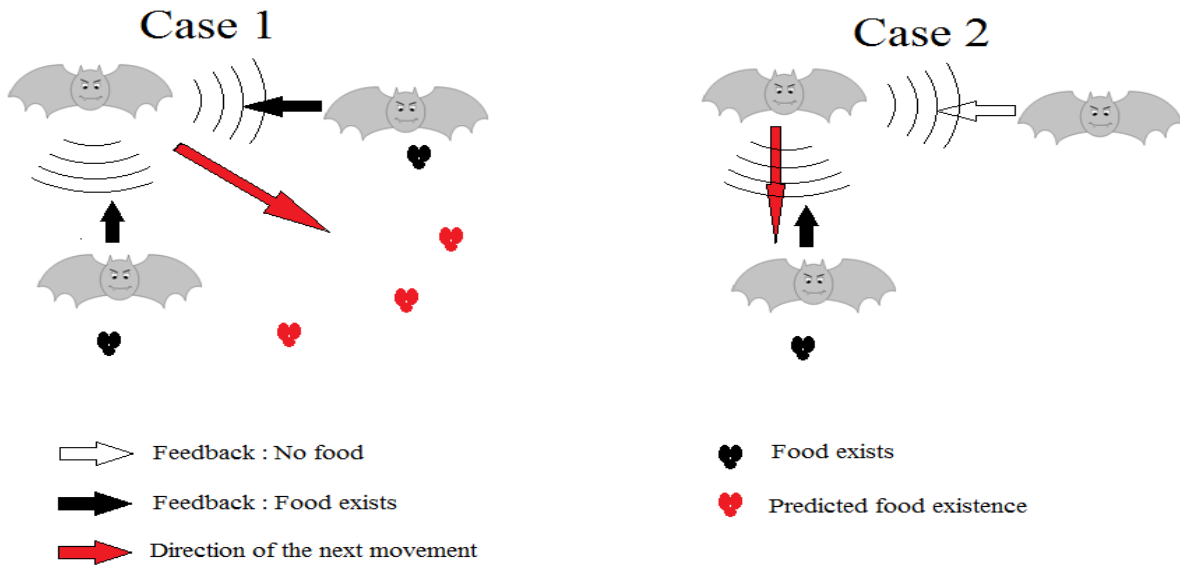 Case 1
Case 2
Feedback : No food
Feedback : Food exists
Direction of the next movement
Food exists
Predicted food existence